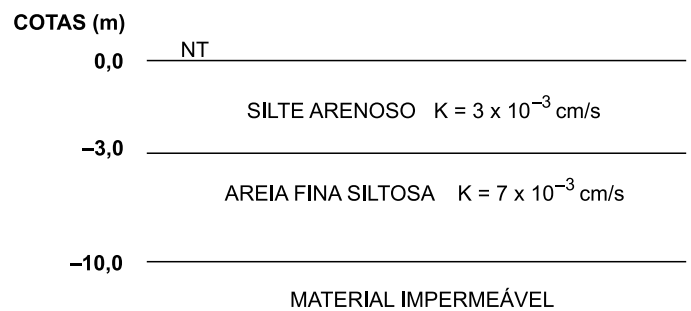 COTAS (m)
NT
0,0
SILTE ARENOSO K = 3 x 10⁻³ cm/s
–3,0
AREIA FINA SILTOSA K = 7 x 10⁻³ cm/s
–10,0
MATERIAL IMPERMEÁVEL